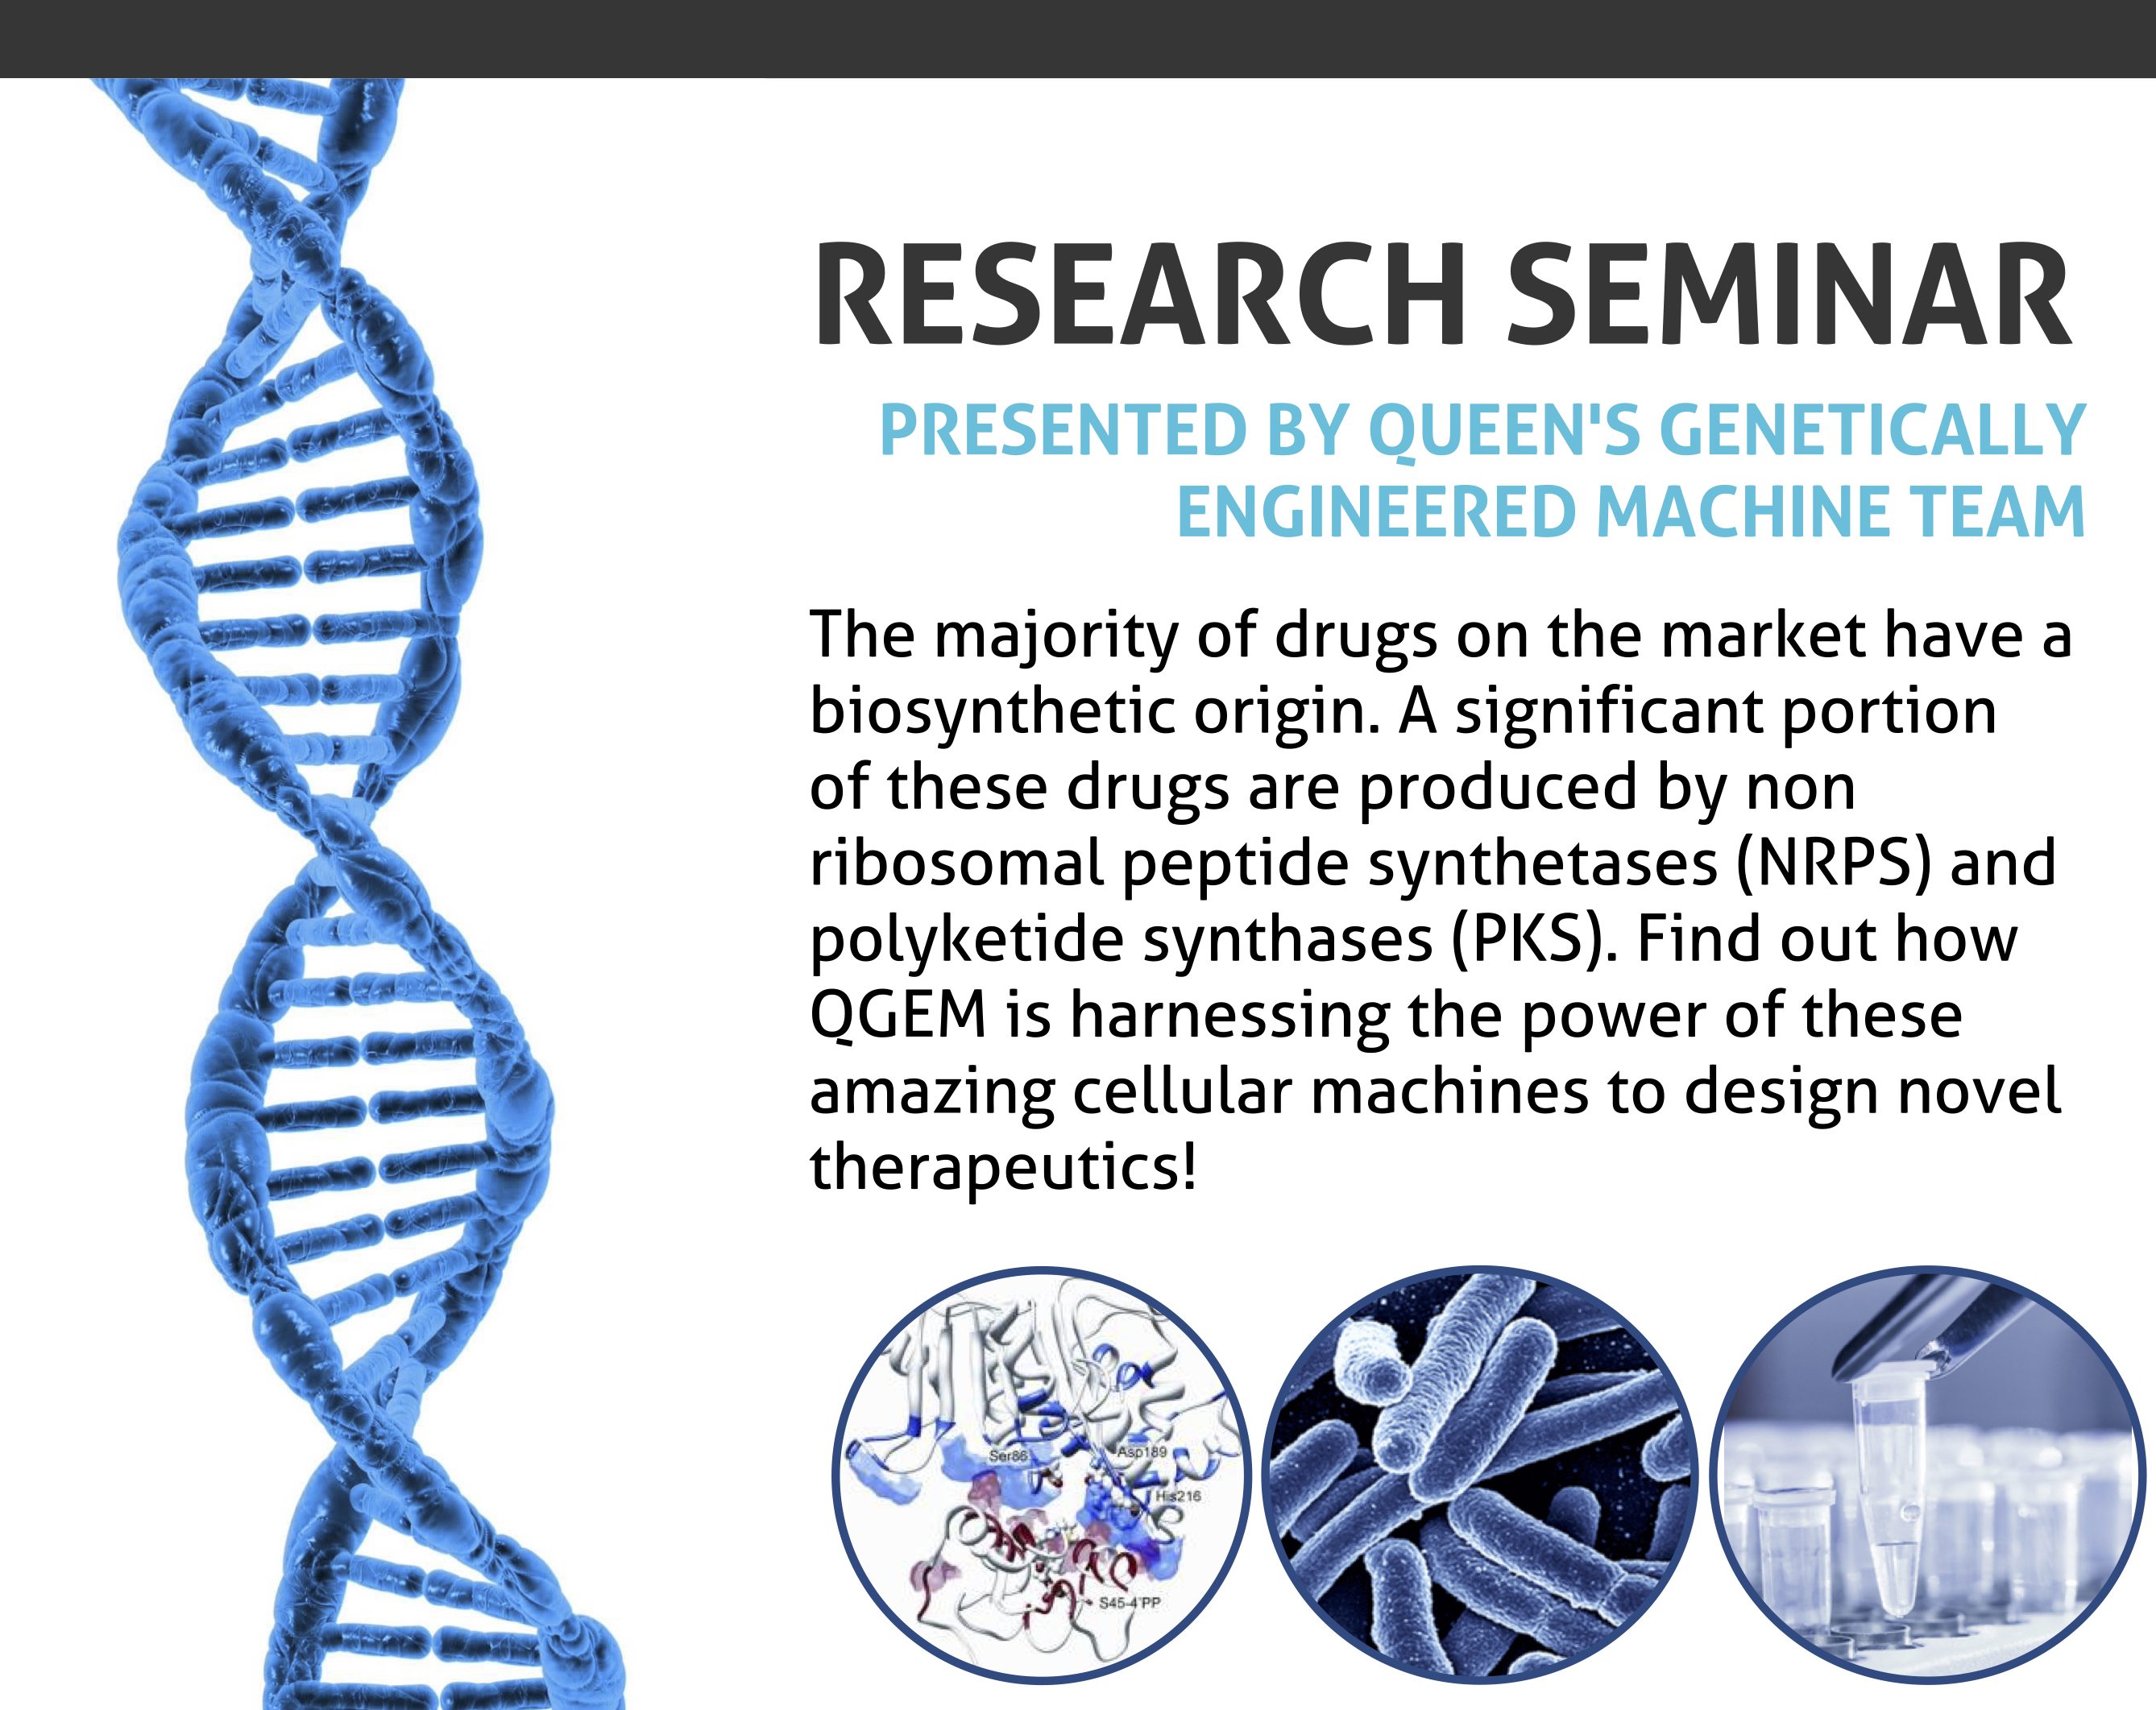 RESEARCH SEMINAR
PRESENTED BY QUEEN'S GENETICALLY
ENGINEERED MACHINE TEAM
The majority of drugs on the market have a
biosynthetic origin. A significant portion
of these drugs are produced by non
ribosomal peptide synthetases (NRPS) and
polyketide synthases (PKS). Find out how
QGEM is harnessing the power of these
amazing cellular machines to design novel
therapeutics!
Ser86
Asp189
His216
S45-4'PP